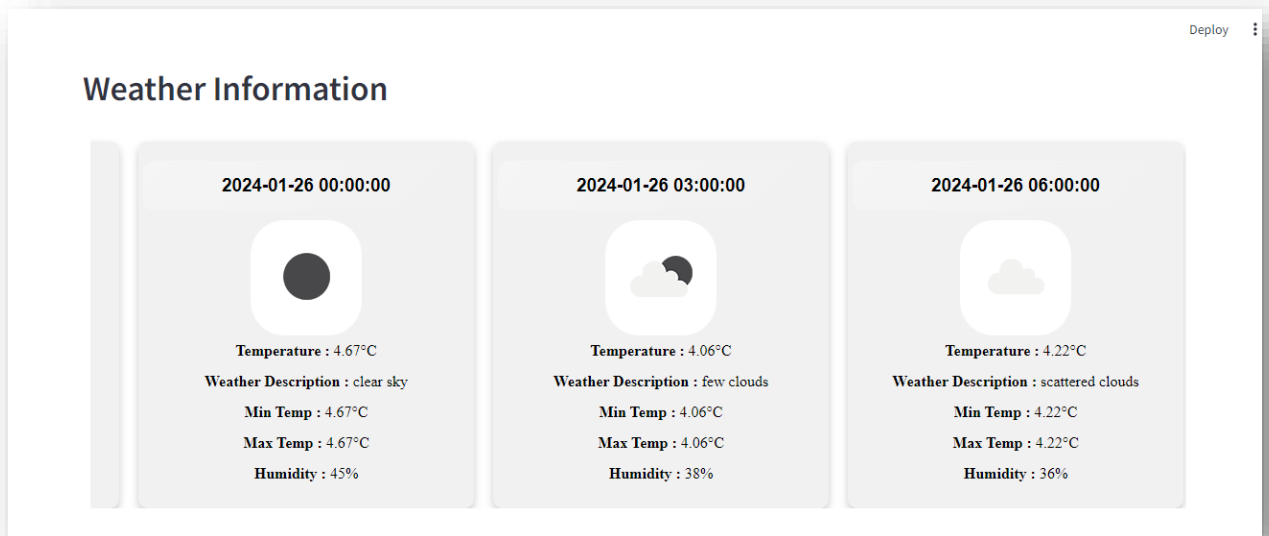 Deploy
Weather Information
2024-01-26 00:00:00
Temperature : 4.67°C
Weather Description : clear sky
Min Temp : 4.67°C
Max Temp : 4.67°C
Humidity : 45%
2024-01-26 03:00:00
Temperature : 4.06°C
Weather Description : few clouds
Min Temp : 4.06°C
Max Temp : 4.06°C
Humidity : 38%
2024-01-26 06:00:00
Temperature : 4.22°C
Weather Description : scattered clouds
Min Temp : 4.22°C
Max Temp : 4.22°C
Humidity : 36%